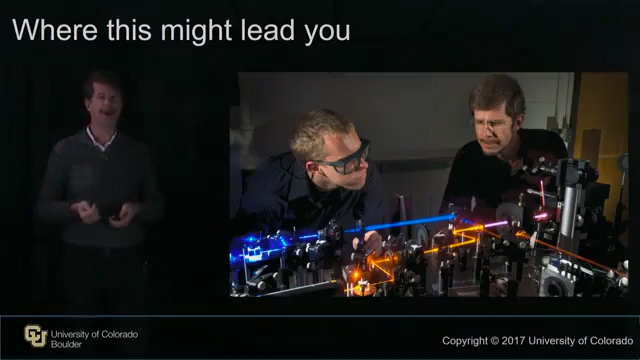 Where this might lead you
University of Colorado
Boulder
Copyright © 2017 University of Colorado